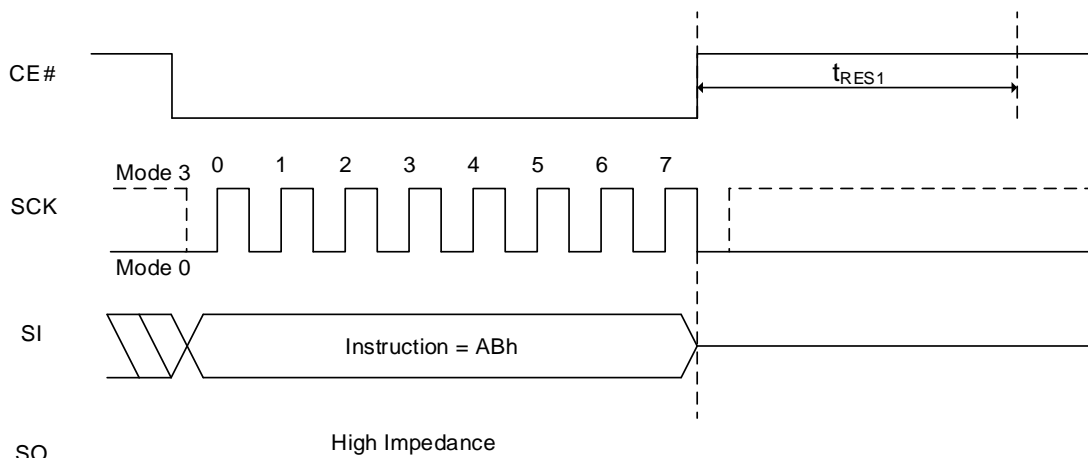 CE#
tRES1
Mode 3
0 1 2 3 4 5 6 7
SCK
Mode 0
SI
Instruction = ABh
High Impedance
SO